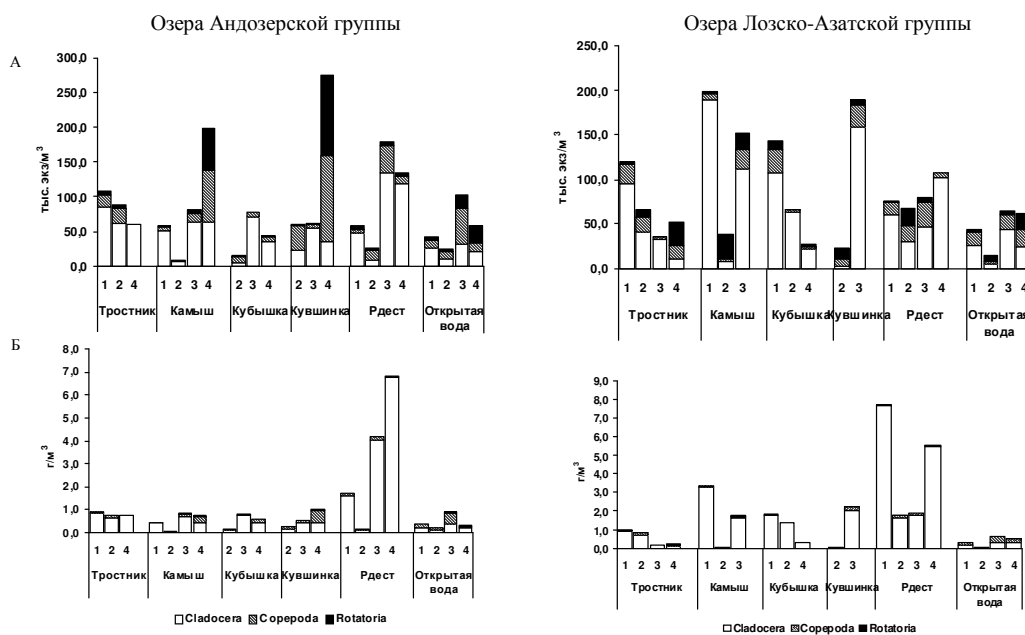 Озера Андозерской группы
Озера Лозско-Азатской группы
А
тыс. экз/м³
300,0
250,0
200,0
150,0
100,0
50,0
0,0
1 2 4 1 2 3 4 2 3 4 2 3 4 1 2 3 4 1 2 3 4
Тростник Камыш Кубышка Кувшинка Рдест Открытая
вода
тыс. экз/м³
250,0
200,0
150,0
100,0
50,0
0,0
1 2 3 4 1 2 3 1 2 4 2 3 1 2 3 4 1 2 3 4
Тростник Камыш Кубышка Кувшинка Рдест Открытая
вода
Б
г/м³
8,0
7,0
6,0
5,0
4,0
3,0
2,0
1,0
0,0
1 2 4 1 2 3 4 2 3 4 2 3 4 1 2 3 4 1 2 3 4
Тростник Камыш Кубышка Кувшинка Рдест Открытая
вода
Cladocera Copepoda Rotatoria
г/м³
9,0
8,0
7,0
6,0
5,0
4,0
3,0
2,0
1,0
0,0
1 2 3 4 1 2 3 1 2 4 2 3 1 2 3 4 1 2 3 4
Тростник Камыш Кубышка Кувшинка Рдест Открытая
вода
Cladocera Copepoda Rotatoria